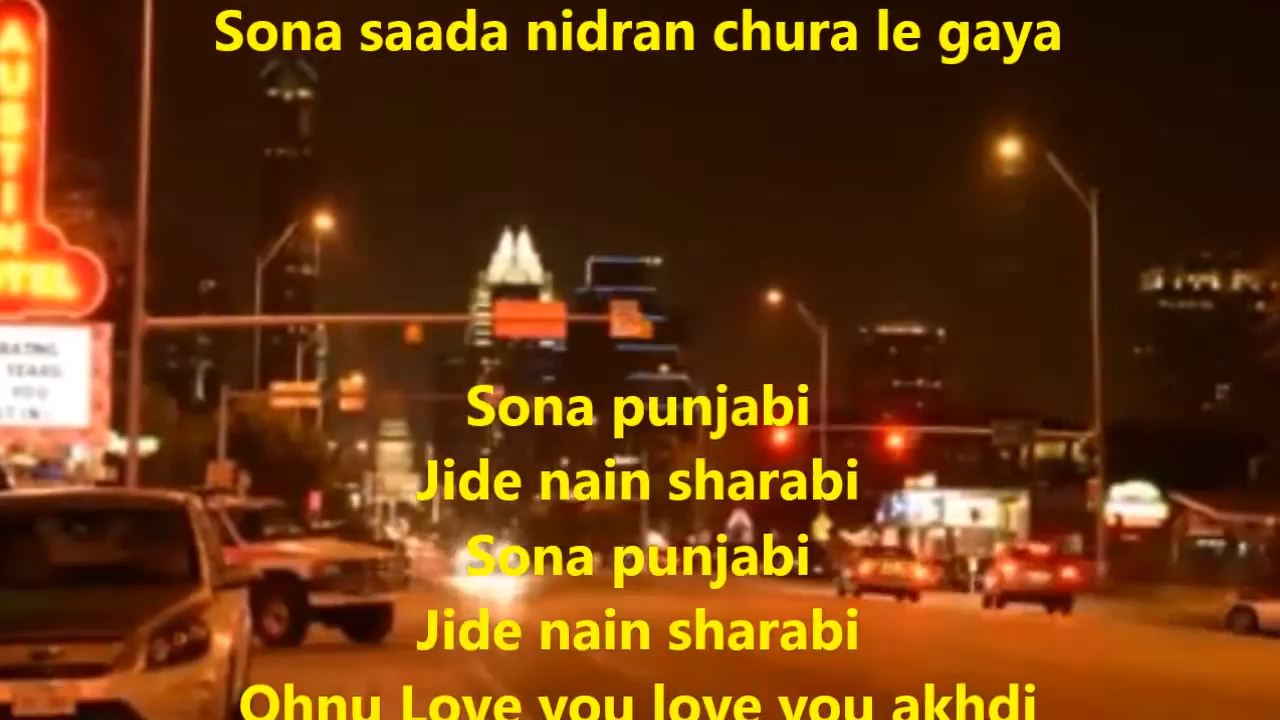 Sona saada nidran chura le gaya
AUSTIN
Sona punjabi
Jide nain sharabi
Sona punjabi
Jide nain sharabi
Ohnu Love you love you akhdi